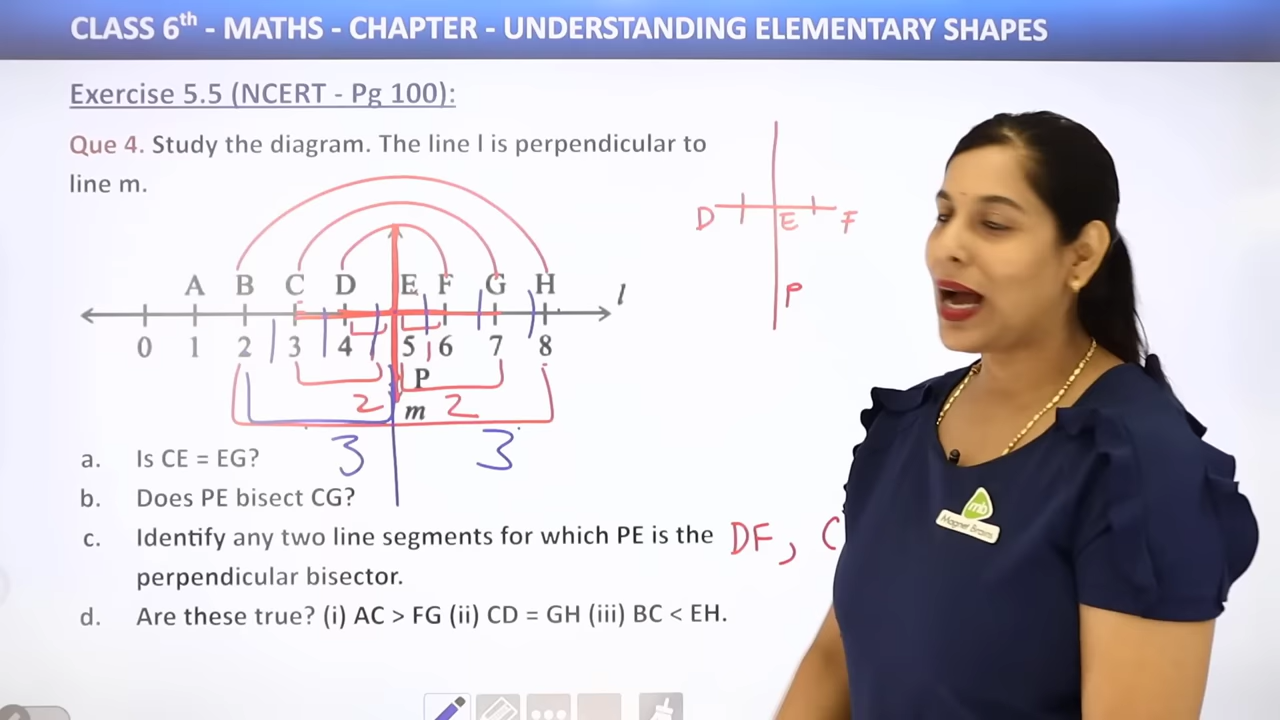 CLASS 6th - MATHS - CHAPTER - UNDERSTANDING ELEMENTARY SHAPES
Exercise 5.5 (NCERT - Pg 100):
Que 4. Study the diagram. The line l is perpendicular to
line m.
D E F
P
A B C D E F G H l
0 1 2 3 4 5 6 7 8
P
2 m 2
3 3
a. Is CE = EG?
b. Does PE bisect CG?
c. Identify any two line segments for which PE is the DF, C
perpendicular bisector.
d. Are these true? (i) AC > FG (ii) CD = GH (iii) BC < EH.
mb
Magnet Brains